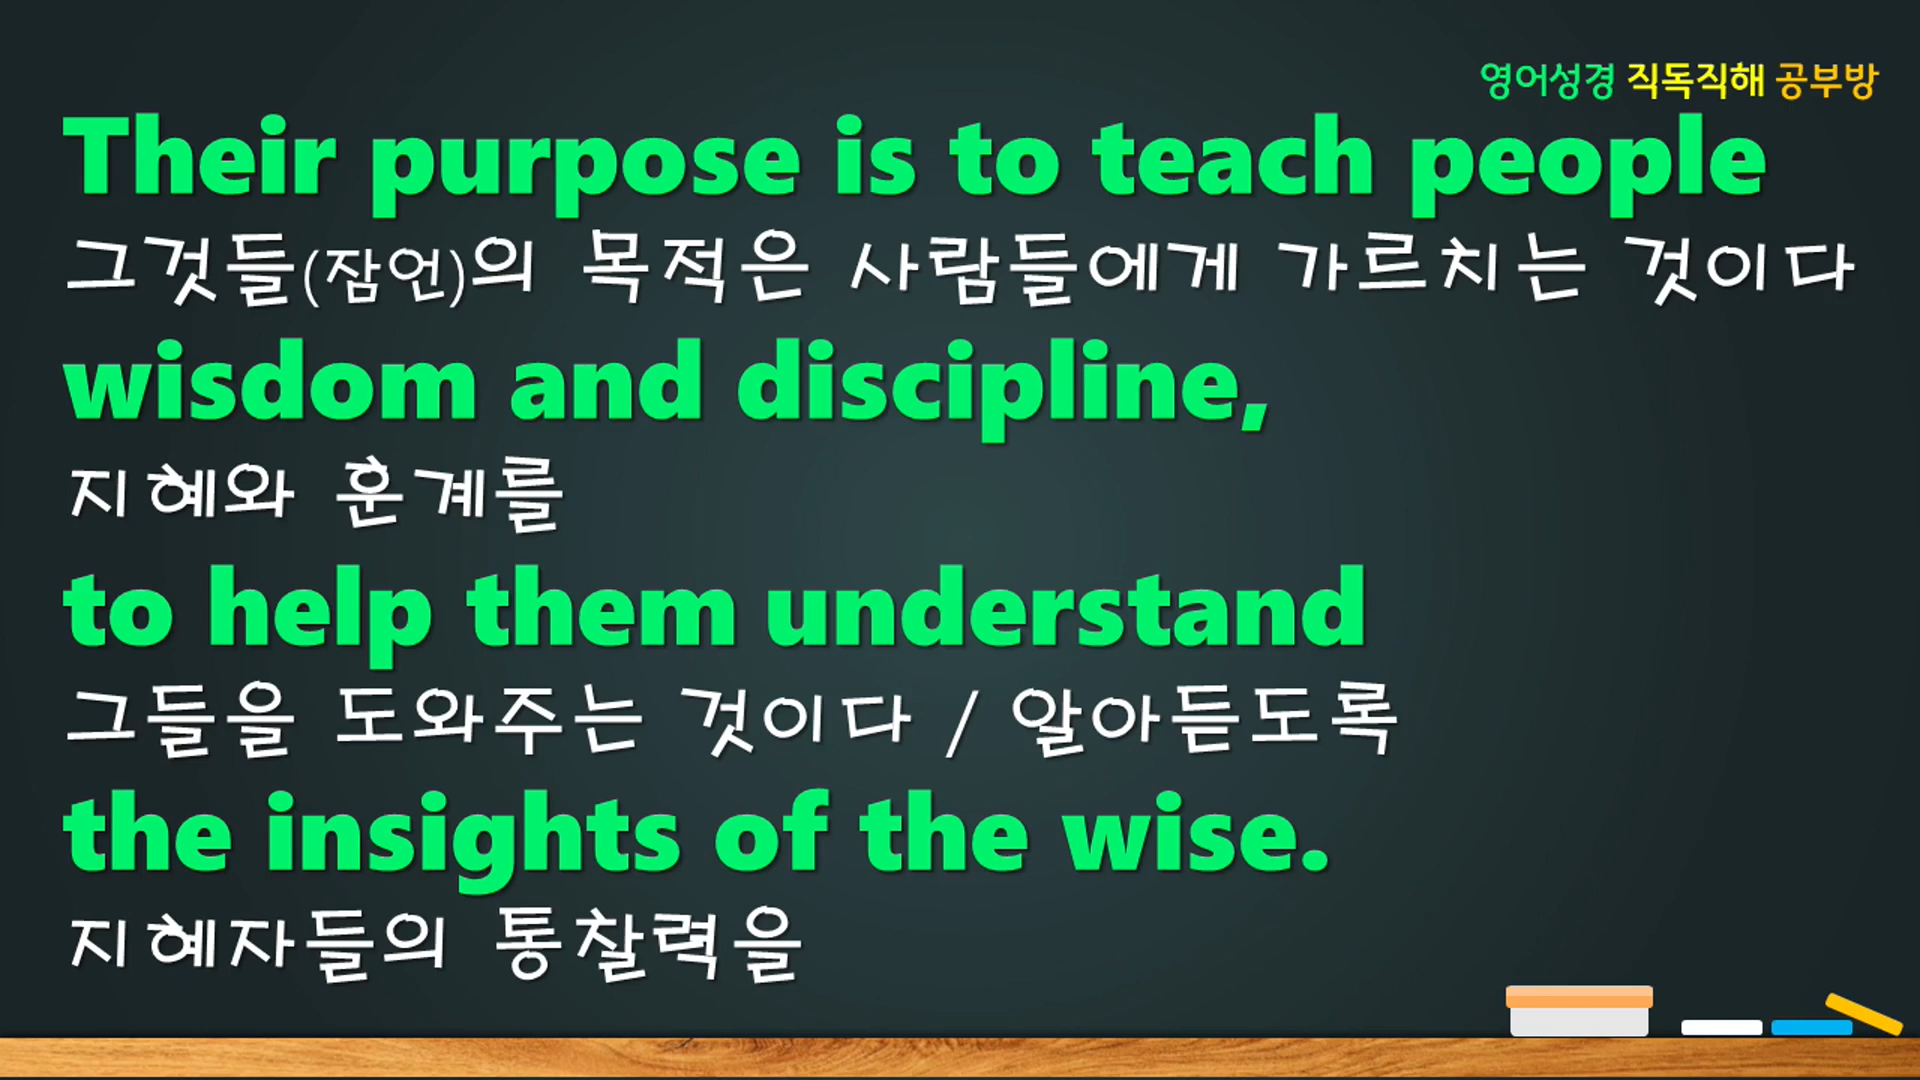 영어성경 직독직해 공부방
Their purpose is to teach people
그것들(잠언)의 목적은 사람들에게 가르치는 것이다
wisdom and discipline,
지혜와 훈계를
to help them understand
그들을 도와주는 것이다 / 알아듣도록
the insights of the wise.
지혜자들의 통찰력을